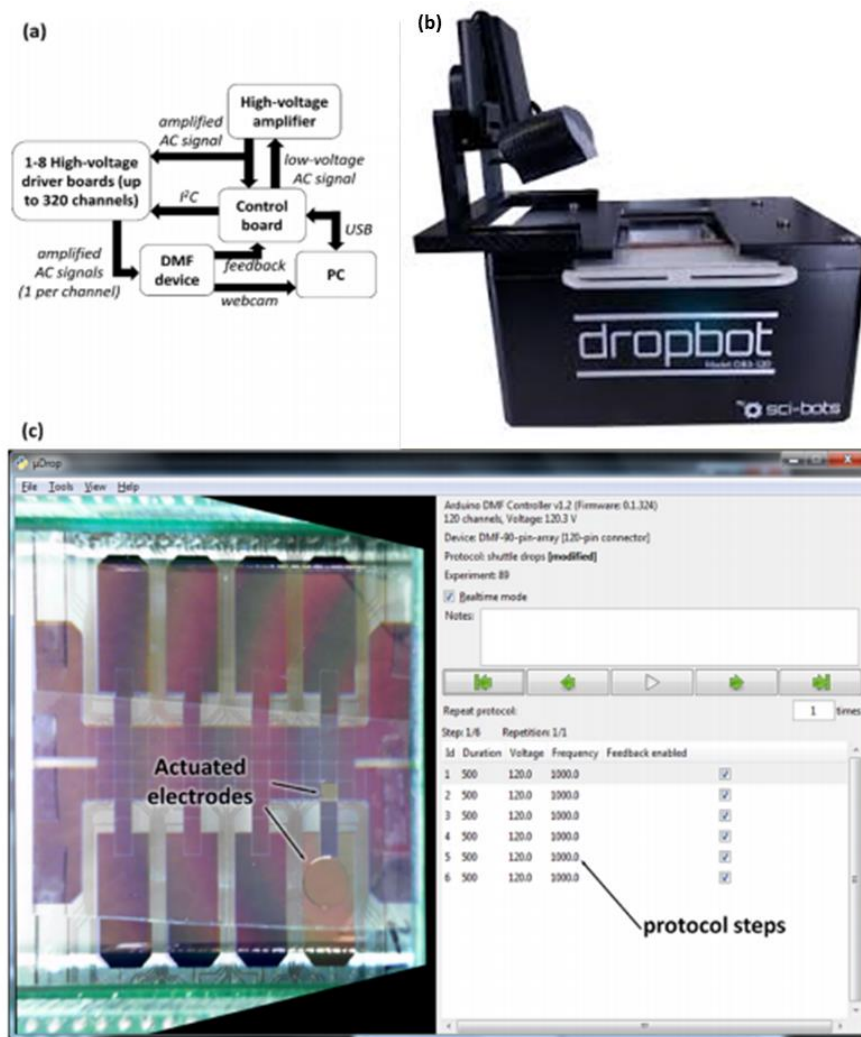 (a)
High-voltage
amplifier
amplified
AC signal
low-voltage
AC signal
1-8 High-voltage
driver boards (up
to 320 channels)
I²C
Control
board
USB
amplified
AC signals
(1 per channel)
DMF
device
feedback
webcam
PC
(b)
dropbot
Model DB3-120
sci-bots
(c)
µDrop
File Tools View Help
Arduino DMF Controller v1.2 (Firmware: 0.1.324)
120 channels, Voltage: 120.3 V
Device: DMF-90-pin-array [120-pin connector]
Protocol: shuttle drops [modified]
Experiment: 89
Realtime mode
Notes:
Repeat protocol: 1 times
Step: 1/6 Repetition: 1/1
Id Duration Voltage Frequency Feedback enabled
1 500 120.0 1000.0
2 500 120.0 1000.0
3 500 120.0 1000.0
4 500 120.0 1000.0
5 500 120.0 1000.0
6 500 120.0 1000.0
Actuated
electrodes
protocol steps